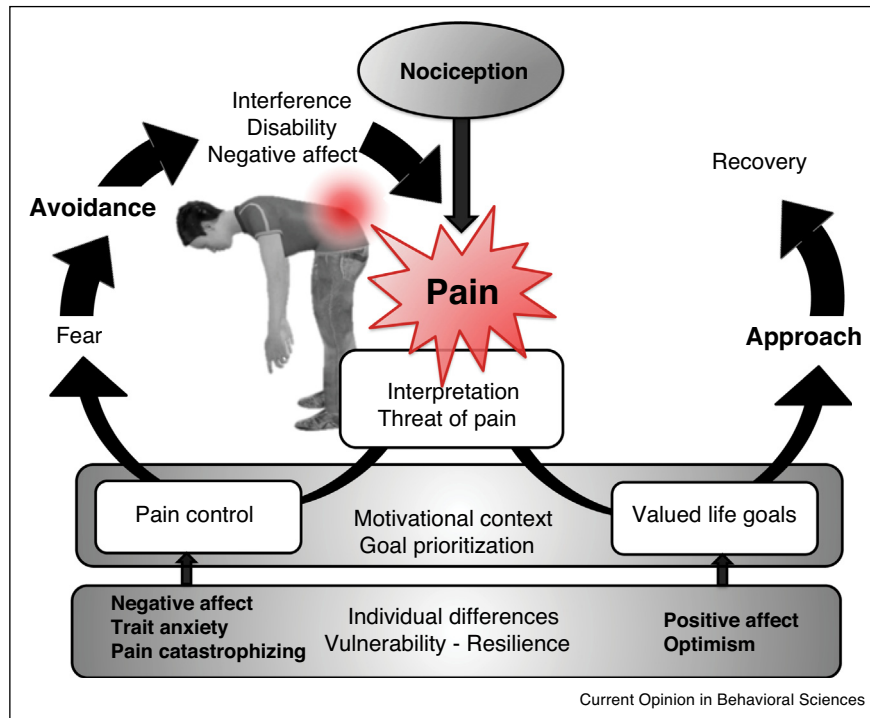 Nociception
Interference
Disability
Negative affect
Recovery
Avoidance
Pain
Fear
Approach
Interpretation
Threat of pain
Pain control
Motivational context
Goal prioritization
Valued life goals
Negative affect
Trait anxiety
Pain catastrophizing
Individual differences
Vulnerability - Resilience
Positive affect
Optimism
Current Opinion in Behavioral Sciences